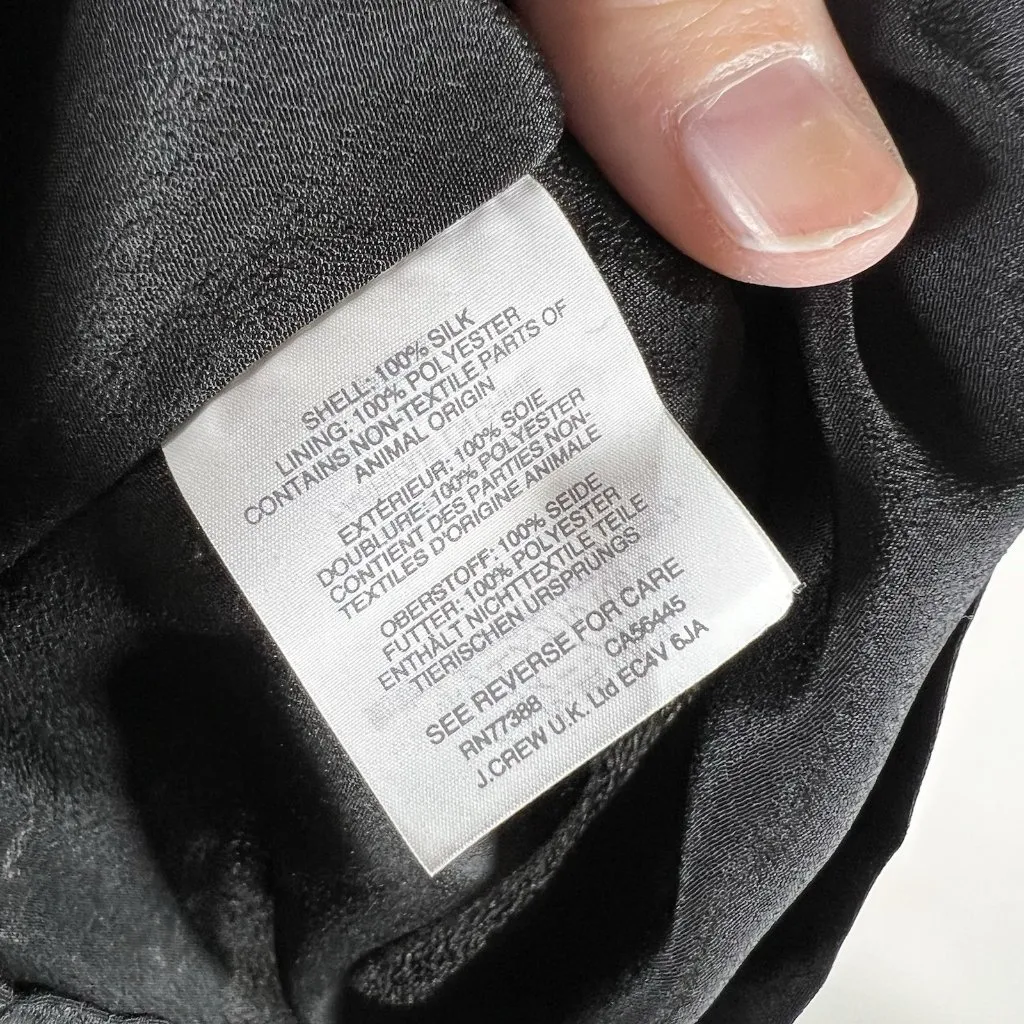 SHELL: 100% SILK
LINING: 100% POLYESTER
CONTAINS NON-TEXTILE PARTS OF
ANIMAL ORIGIN
EXTÉRIEUR: 100% SOIE
DOUBLURE: 100% POLYESTER
CONTIENT DES PARTIES NON-
TEXTILES D'ORIGINE ANIMALE
OBERSTOFF: 100% SEIDE
FUTTER: 100% POLYESTER
ENTHÄLT NICHTTEXTILE TEILE
TIERISCHEN URSPRUNGS
SEE REVERSE FOR CARE
RN77388 CA56445
J.CREW U.K. Ltd EC4V 6JA